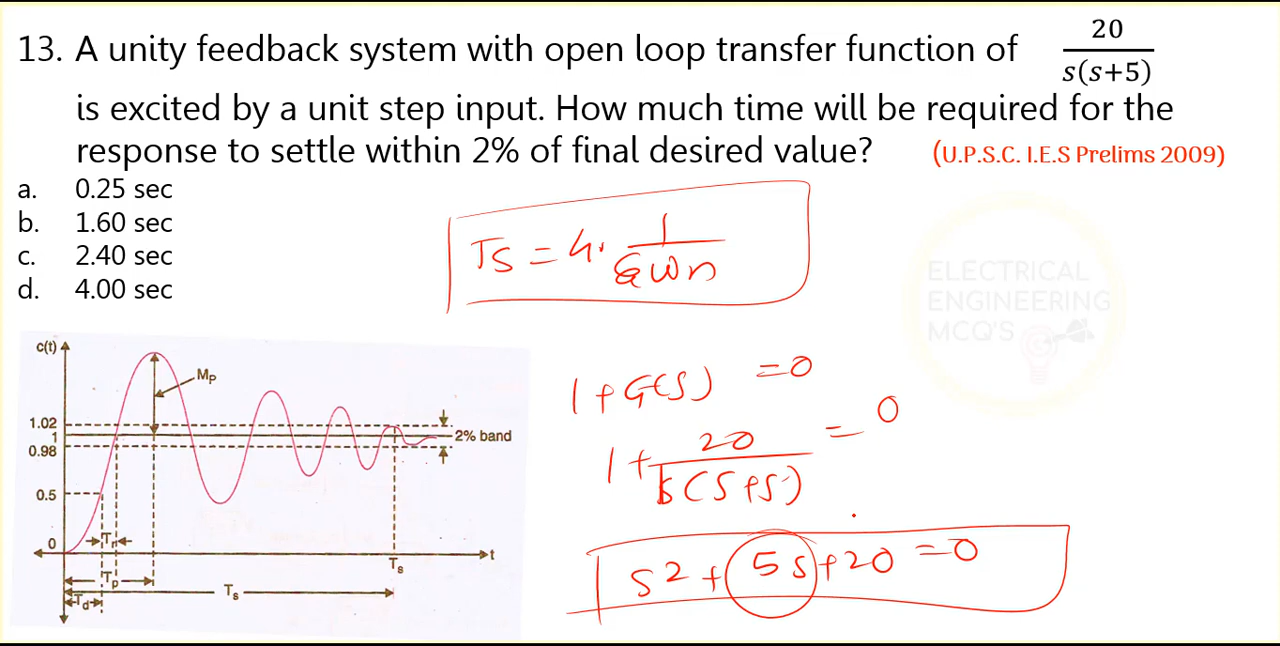 13. A unity feedback system with open loop transfer function of 20/s(s+5)
is excited by a unit step input. How much time will be required for the
response to settle within 2% of final desired value? (U.P.S.C. I.E.S Prelims 2009)
a. 0.25 sec
b. 1.60 sec
c. 2.40 sec
d. 4.00 sec
Ts = 4. 1/ξωn
ELECTRICAL
ENGINEERING
MCQ'S
c(t)
Mp
1.02
1
0.98
2% band
0.5
0
Tr
t
Ts
Tp
Ts
Td
1+G(s) =0
1+ 20/s(s+5) = 0
s2+5s+20=0